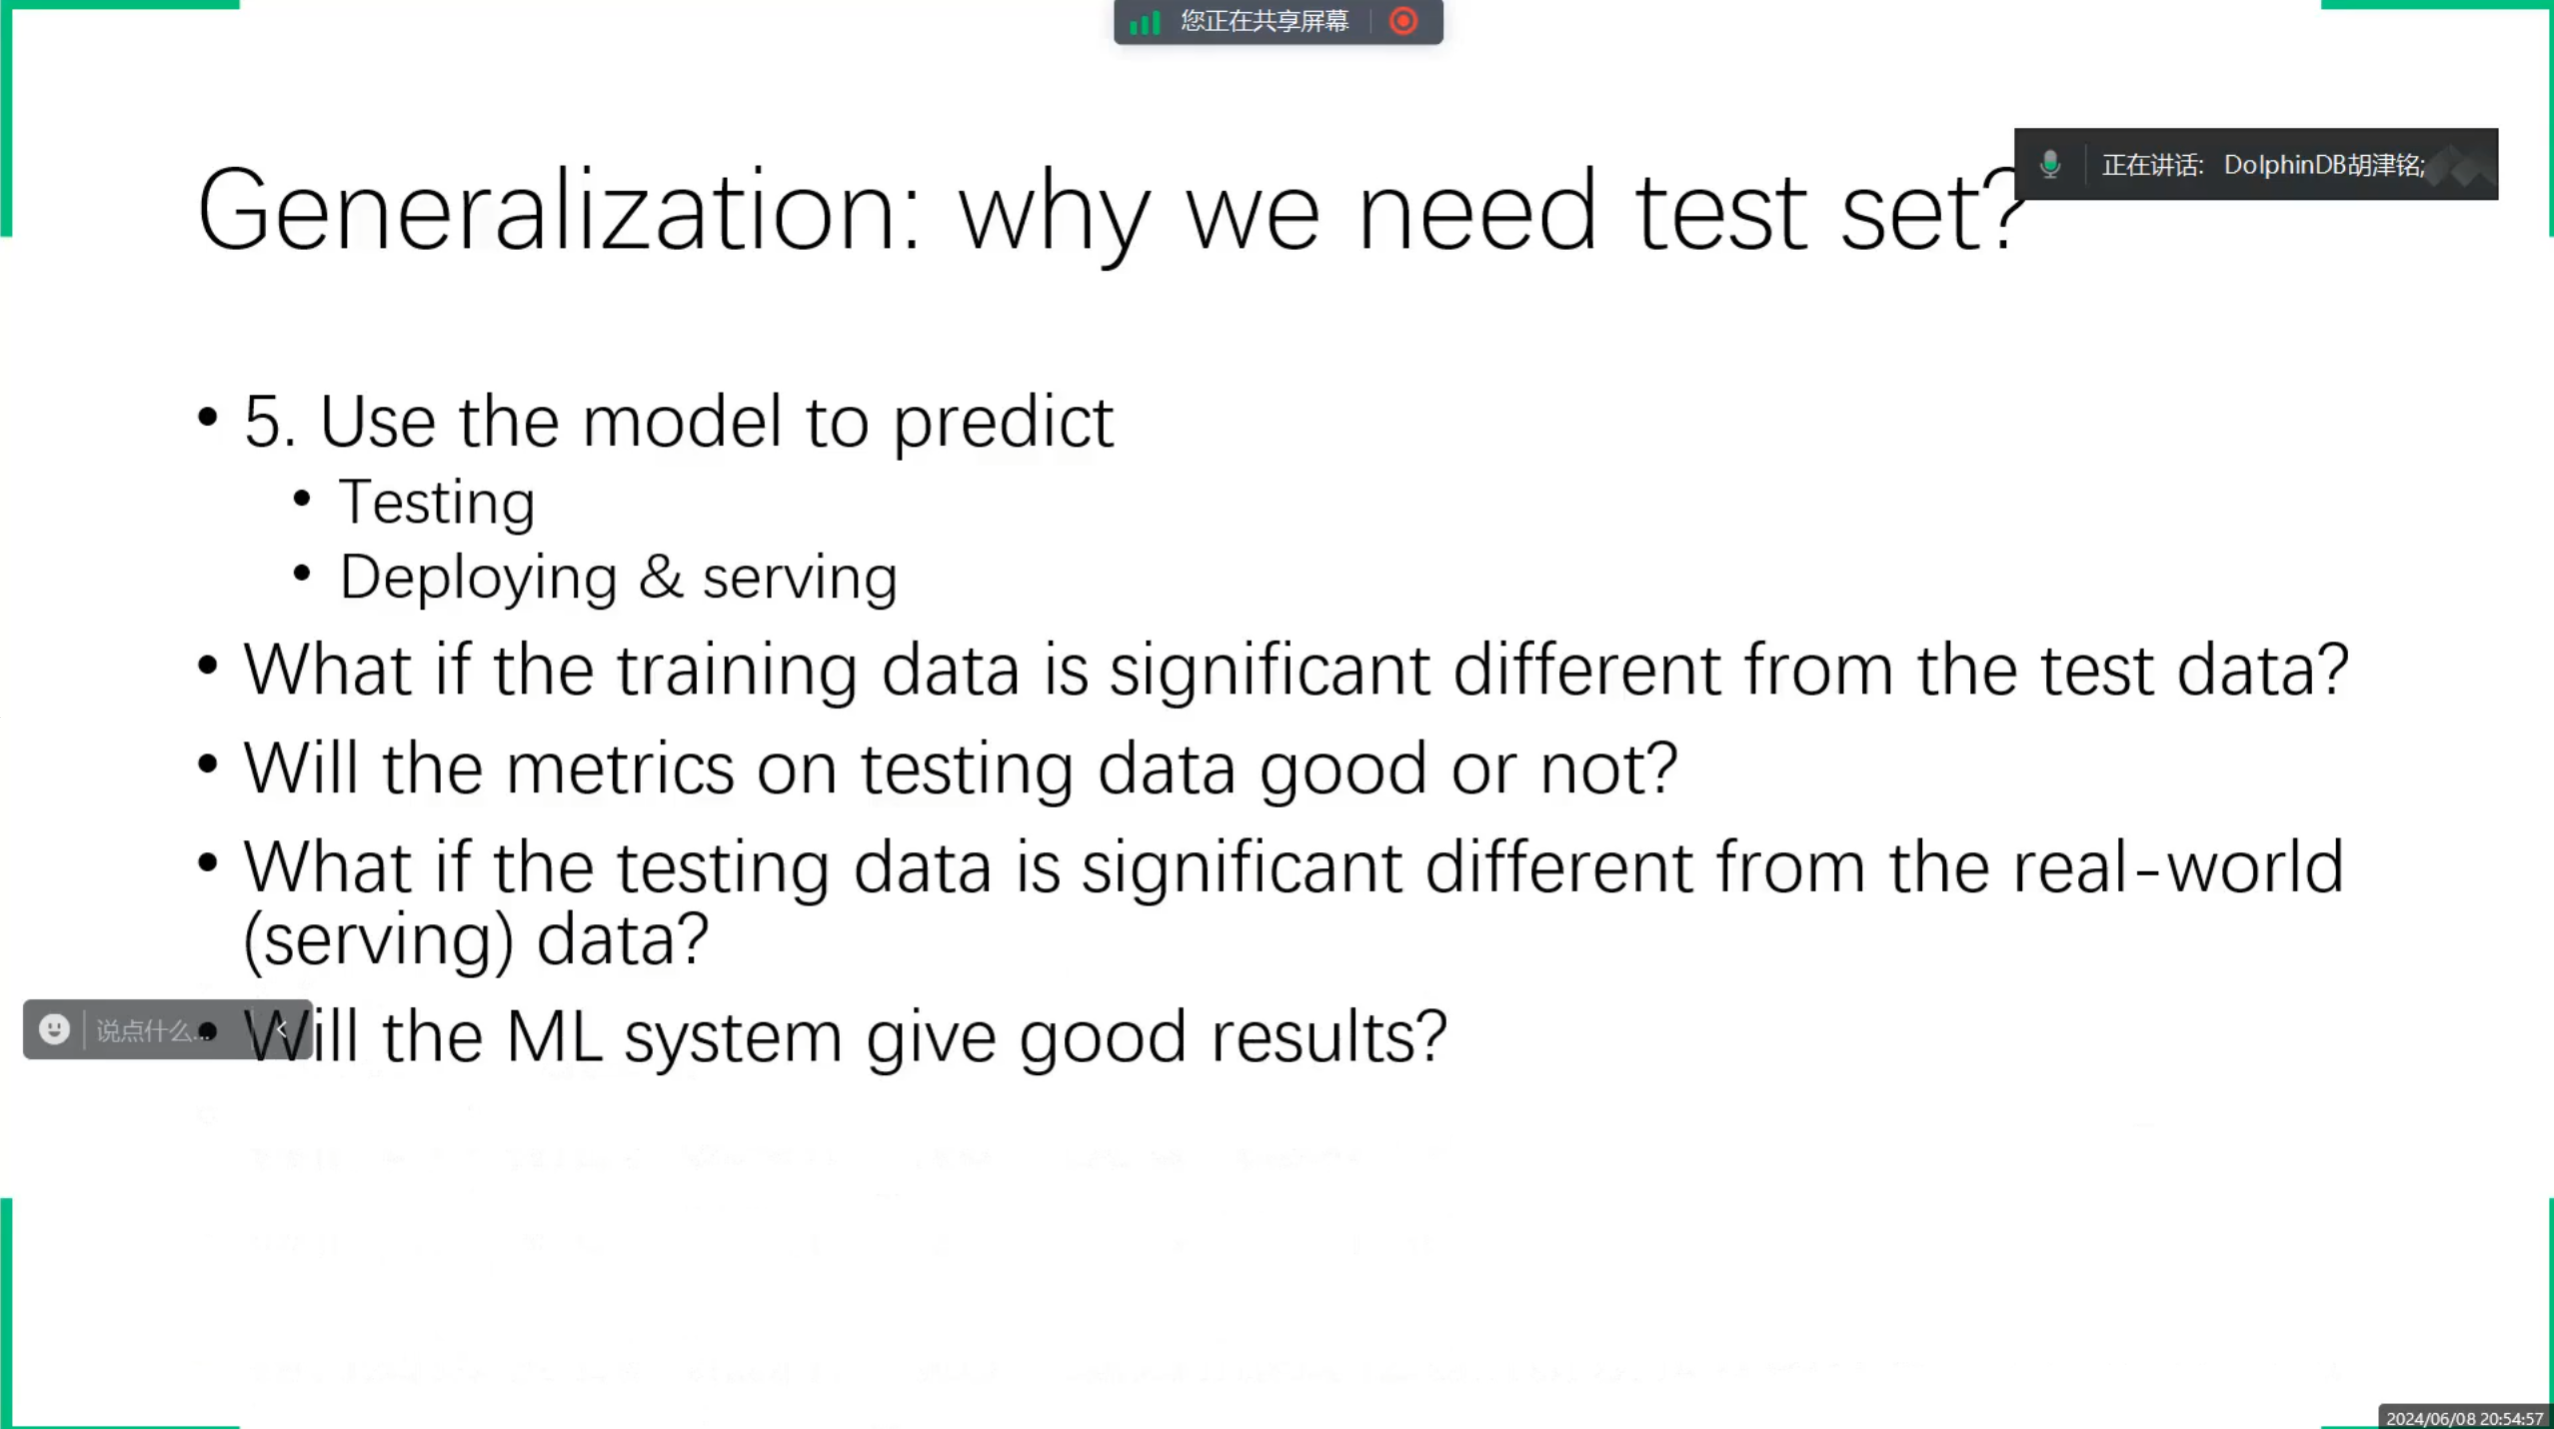 您正在共享屏幕
正在讲话: DolphinDB胡津铭;
Generalization: why we need test set?
• 5. Use the model to predict
• Testing
• Deploying & serving
• What if the training data is significant different from the test data?
• Will the metrics on testing data good or not?
• What if the testing data is significant different from the real-world
(serving) data?
说点什么...
• Will the ML system give good results?
2024/06/08 20:54:57